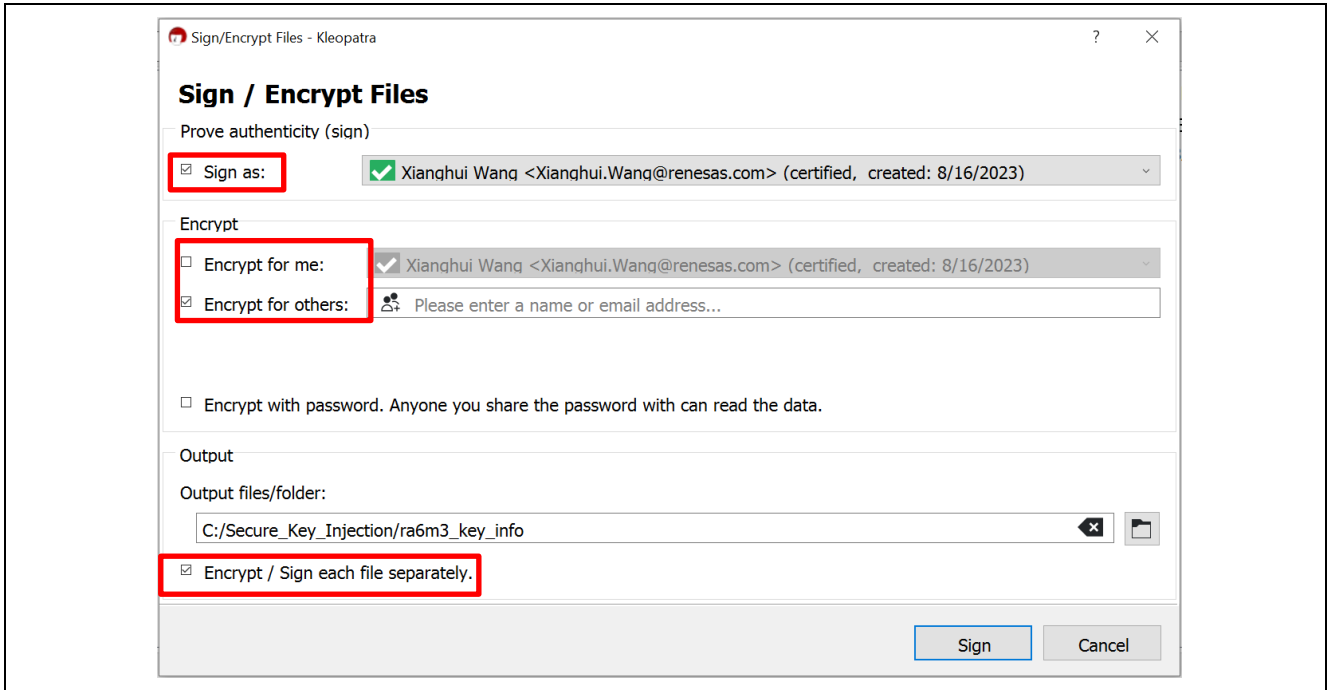 Sign/Encrypt Files - Kleopatra ?
Sign / Encrypt Files
Prove authenticity (sign)
Sign as: Xianghui Wang <Xianghui.Wang@renesas.com> (certified, created: 8/16/2023)
Encrypt
Encrypt for me: Xianghui Wang <Xianghui.Wang@renesas.com> (certified, created: 8/16/2023)
Encrypt for others: Please enter a name or email address...
Encrypt with password. Anyone you share the password with can read the data.
Output
Output files/folder:
C:/Secure_Key_Injection/ra6m3_key_info
Encrypt / Sign each file separately.
Sign Cancel